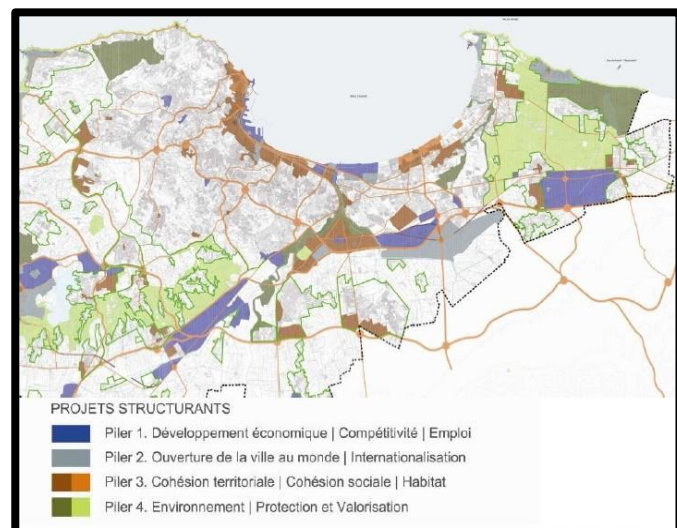 PROJETS STRUCTURANTS
Piler 1. Développement économique | Compétitivité | Emploi
Piler 2. Ouverture de la ville au monde | Internationalisation
Piler 3. Cohésion territoriale | Cohésion sociale | Habitat
Piler 4. Environnement | Protection et Valorisation